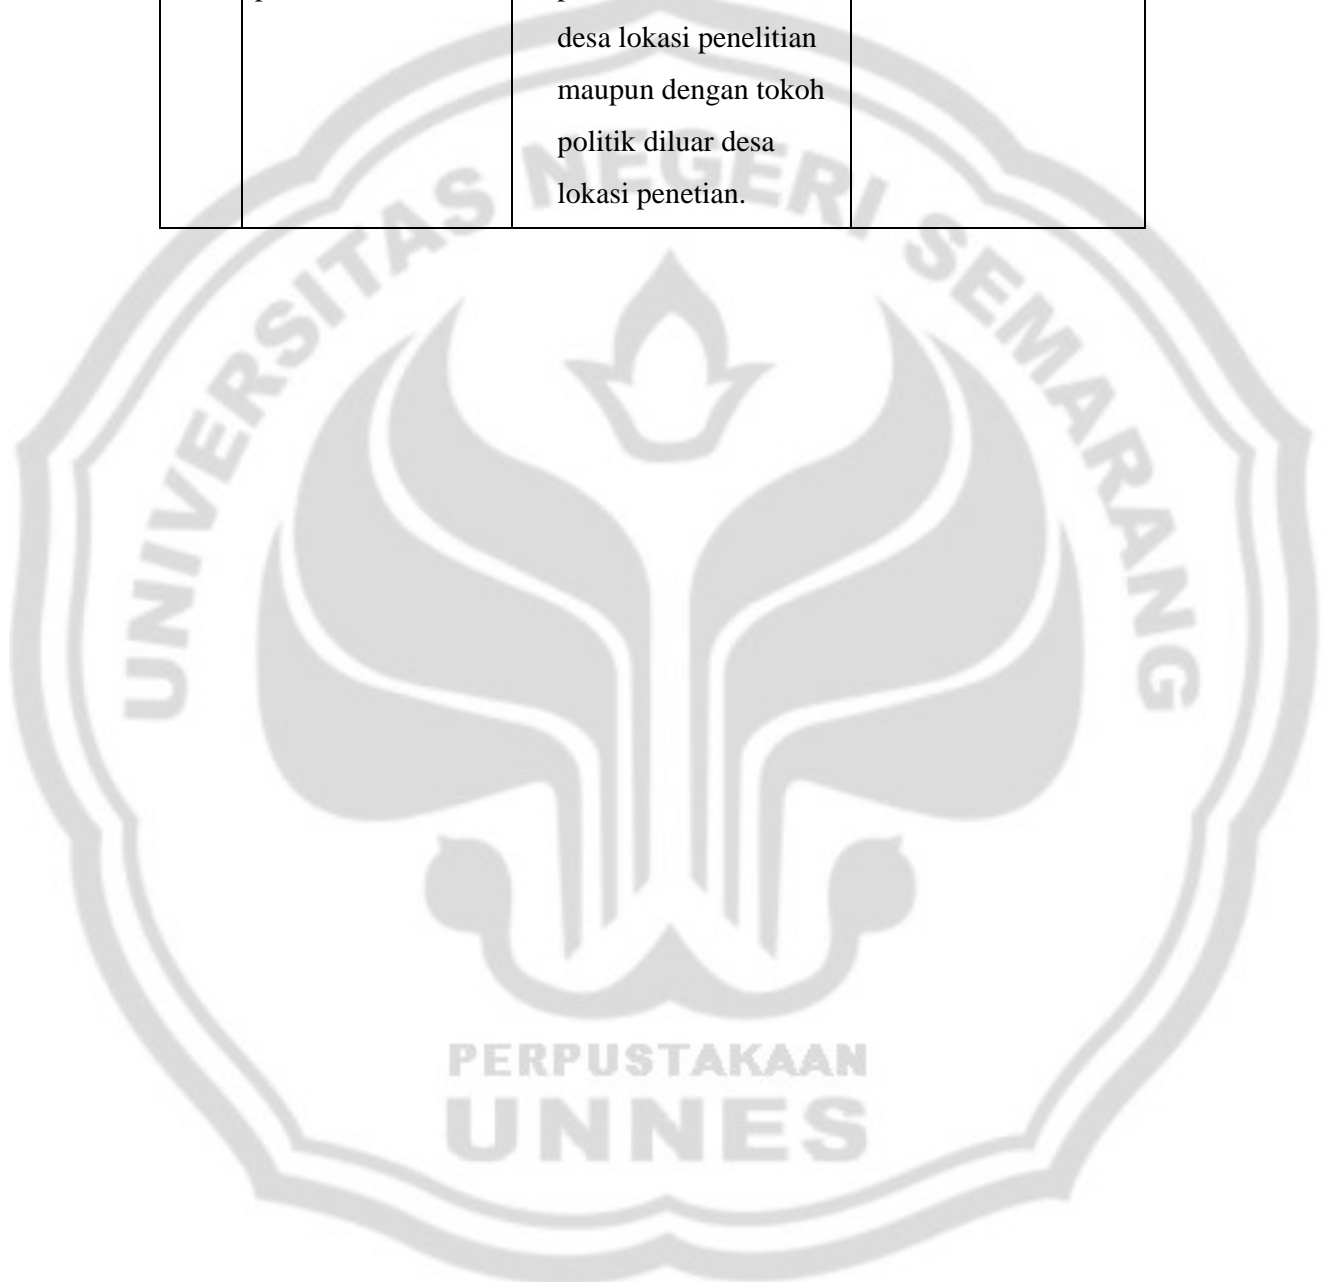 desa lokasi penelitian
maupun dengan tokoh
politik diluar desa
lokasi penetian.
UNIVERSITAS NEGERI SEMARANG
PERPUSTAKAAN
UNNES